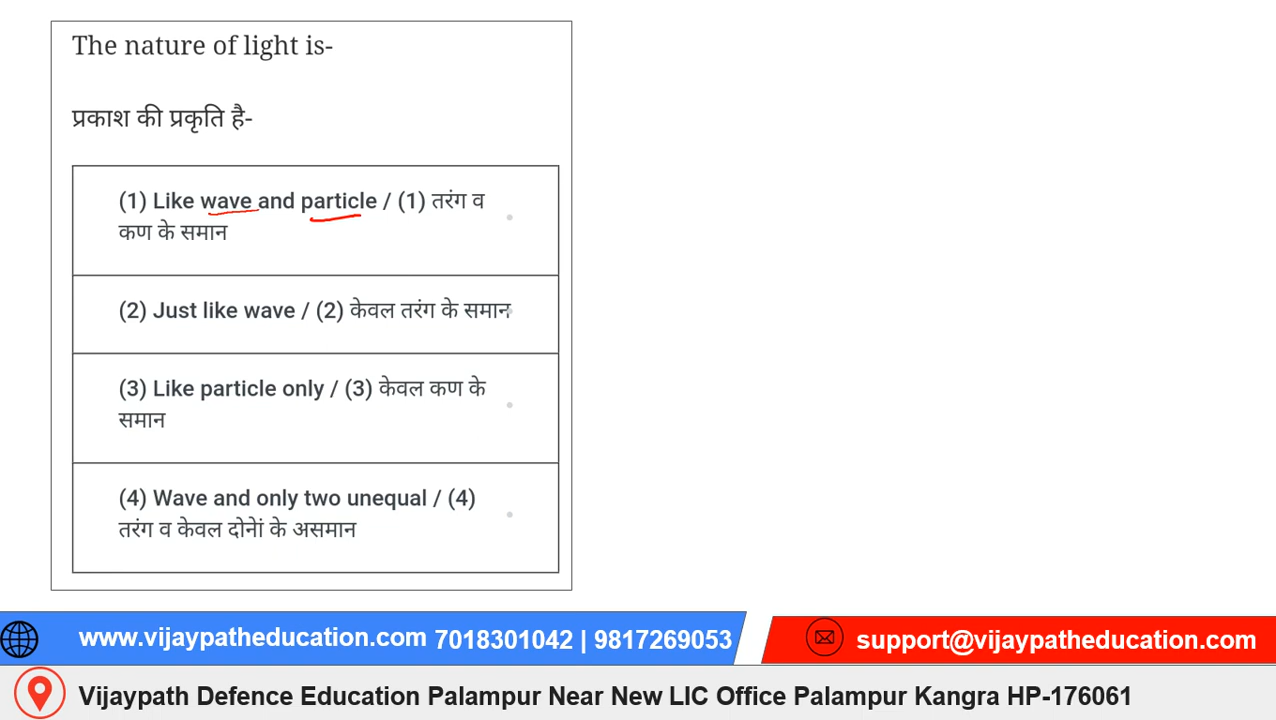 The nature of light is-
प्रकाश की प्रकृति है-
(1) Like wave and particle / (1) तरंग व
कण के समान
(2) Just like wave / (2) केवल तरंग के समान
(3) Like particle only / (3) केवल कण के
समान
(4) Wave and only two unequal / (4)
तरंग व केवल दोनेां के असमान
www.vijaypatheducation.com 7018301042 | 9817269053
support@vijaypatheducation.com
Vijaypath Defence Education Palampur Near New LIC Office Palampur Kangra HP-176061